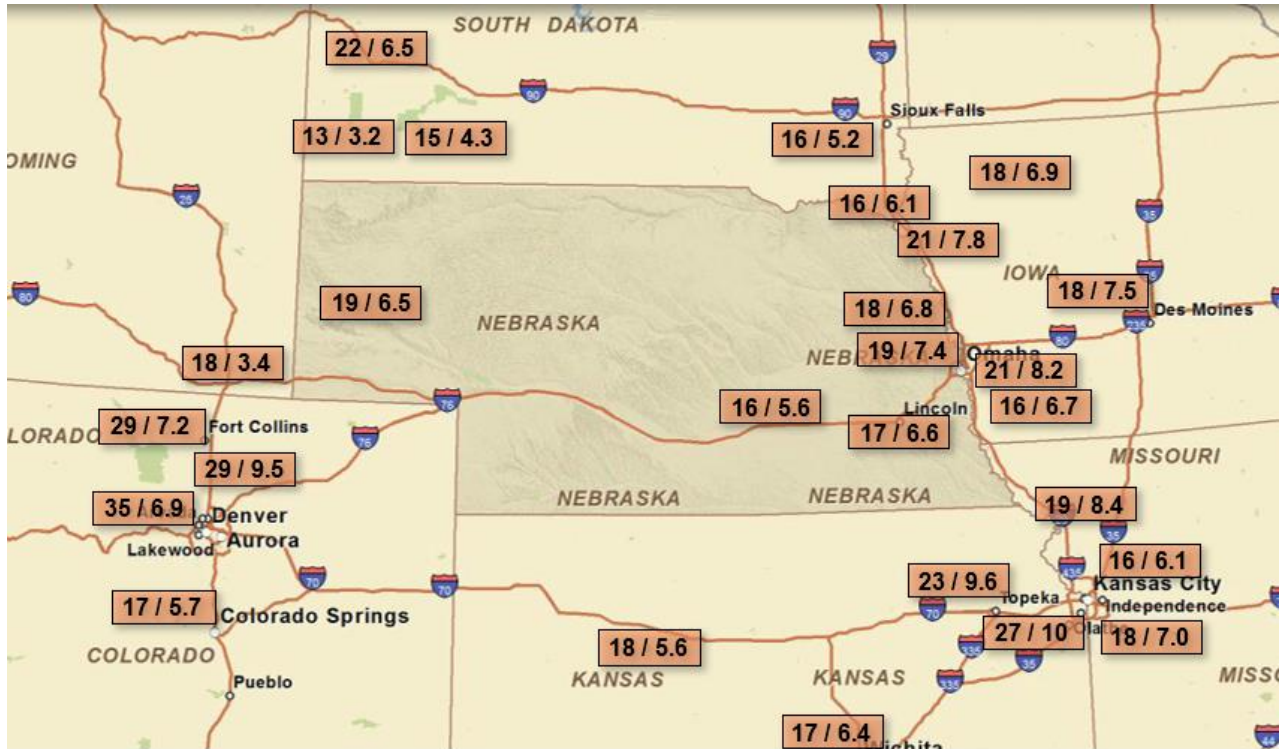 SOUTH DAKOTA
22 / 6.5
29
90
90
Sioux Falls
13 / 3.2
15 / 4.3
16 / 5.2
OMING
18 / 6.9
25
16 / 6.1
35
21 / 7.8
IOWA
80
19 / 6.5
18 / 7.5
NEBRASKA
18 / 6.8
235
Des Moines
80
19 / 7.4
NEBRASKA
Omaha
18 / 3.4
21 / 8.2
76
16 / 5.6
Lincoln
16 / 6.7
29 / 7.2
Fort Collins
LORADO
76
17 / 6.6
MISSOURI
29 / 9.5
NEBRASKA
NEBRASKA
35 / 6.9
Denver
19 / 8.4
Lakewood
Aurora
35
70
70
435
16 / 6.1
Kansas City
23 / 9.6
17 / 5.7
Colorado Springs
70
Topeka
Independence
27 / 10
18 / 7.0
18 / 5.6
335
35
COLORADO
KANSAS
KANSAS
335
MISSO
Pueblo
17 / 6.4
Wichita
44